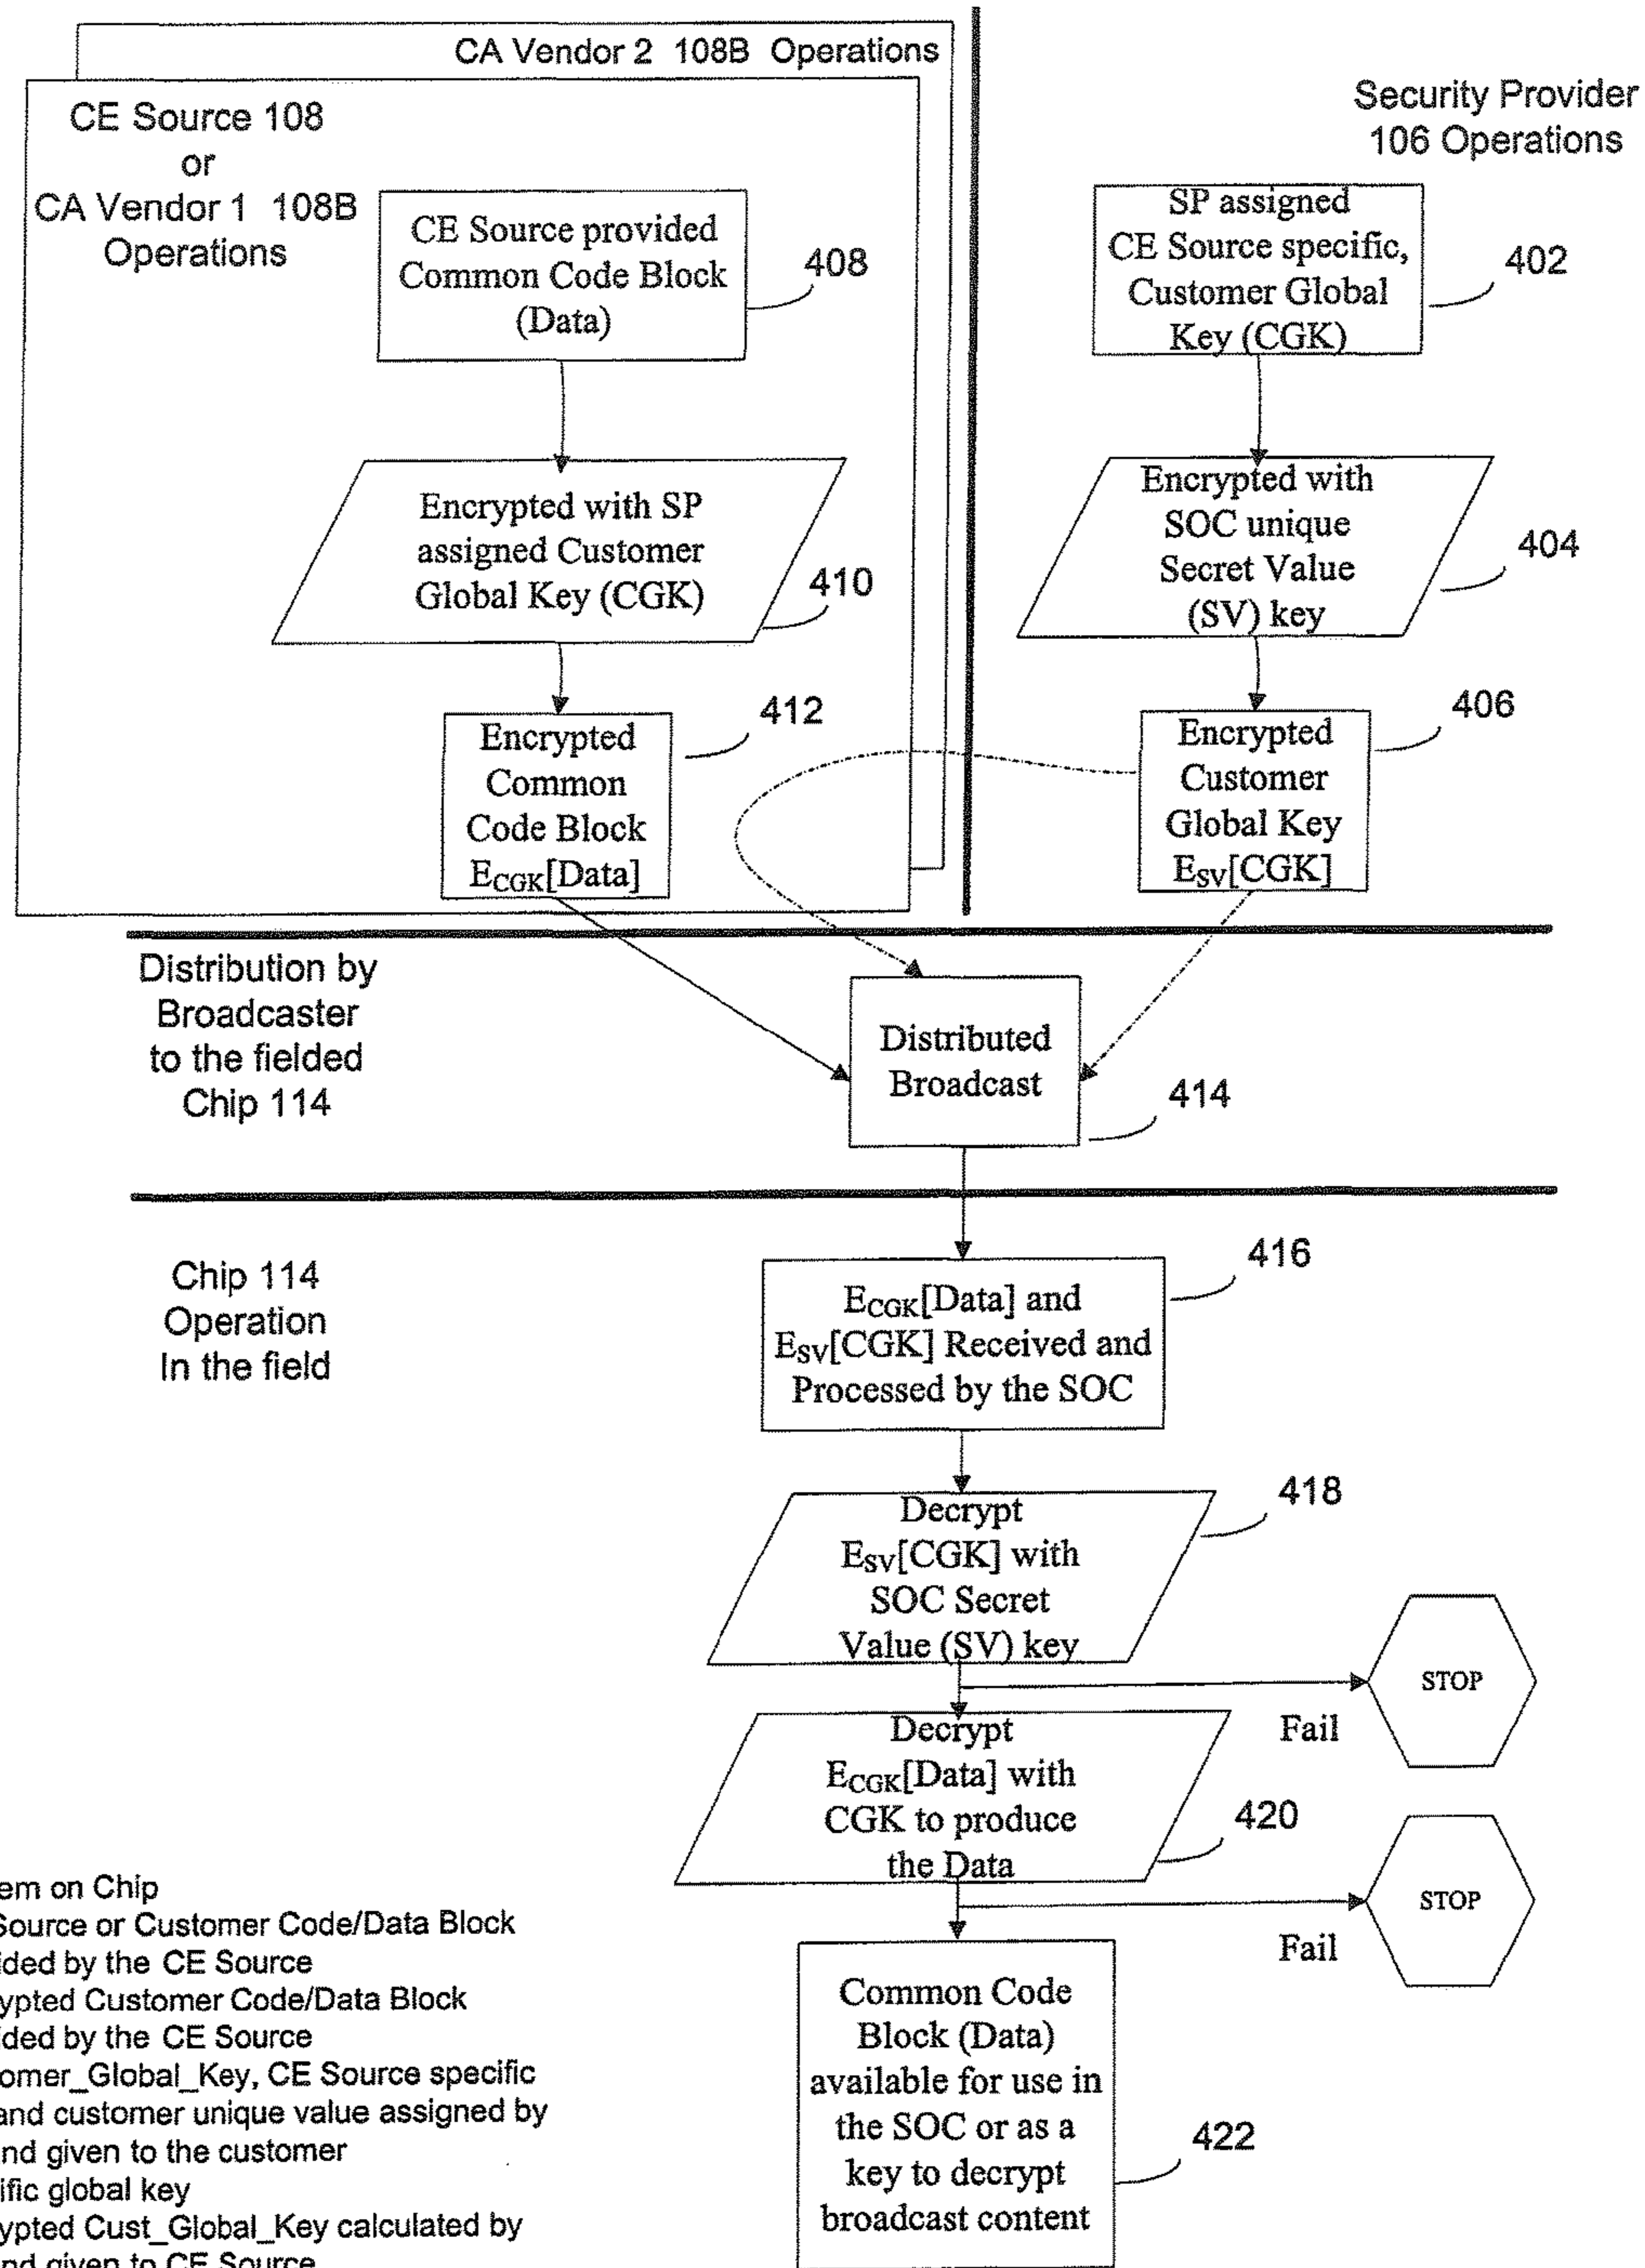 CA Vendor 2 108B Operations
CE Source 108
or
CA Vendor 1 108B
Operations
CE Source provided
Common Code Block
(Data)
408
Encrypted with SP
assigned Customer
Global Key (CGK)
410
Encrypted
Common
Code Block
ECGK[Data]
412
Security Provider
106 Operations
SP assigned
CE Source specific,
Customer Global
Key (CGK)
402
Encrypted with
SOC unique
Secret Value
(SV) key
404
Encrypted
Customer
Global Key
ESV[CGK]
406
Distribution by
Broadcaster
to the fielded
Chip 114
Distributed
Broadcast
414
Chip 114
Operation
In the field
ECGK[Data] and
ESV[CGK] Received and
Processed by the SOC
416
Decrypt
ESV[CGK] with
SOC Secret
Value (SV) key
418
STOP
Fail
Decrypt
ECGK[Data] with
CGK to produce
the Data
420
STOP
Fail
Common Code
Block (Data)
available for use in
the SOC or as a
key to decrypt
broadcast content
422
on Chip
or Customer Code/Data Block
by the CE Source
Customer Code/Data Block
by the CE Source
CE Source specific
and customer unique value assigned by
given to the customer
global key
Cust_Global_Key calculated by
given to CE Source